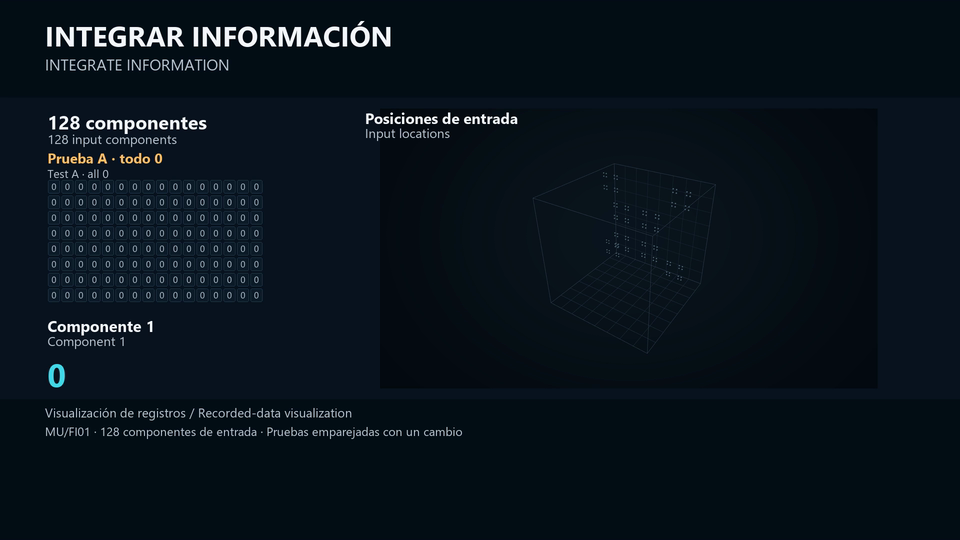 INTEGRAR INFORMACIÓN
INTEGRATE INFORMATION
128 componentes
128 input components
Prueba A · todo 0
Test A · all 0
0 0 0 0 0 0 0 0 0 0 0 0 0 0 0 0
0 0 0 0 0 0 0 0 0 0 0 0 0 0 0 0
0 0 0 0 0 0 0 0 0 0 0 0 0 0 0 0
0 0 0 0 0 0 0 0 0 0 0 0 0 0 0 0
0 0 0 0 0 0 0 0 0 0 0 0 0 0 0 0
0 0 0 0 0 0 0 0 0 0 0 0 0 0 0 0
0 0 0 0 0 0 0 0 0 0 0 0 0 0 0 0
0 0 0 0 0 0 0 0 0 0 0 0 0 0 0 0
Componente 1
Component 1
0
Posiciones de entrada
Input locations
Visualización de registros / Recorded-data visualization
MU/FI01 · 128 componentes de entrada · Pruebas emparejadas con un cambio